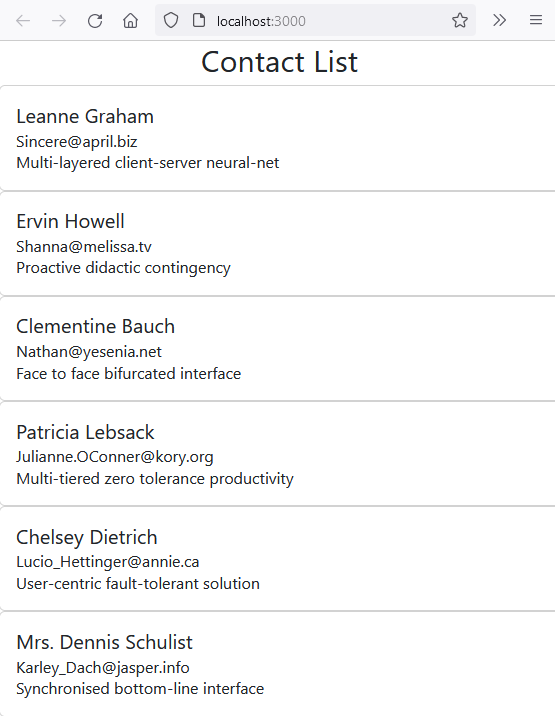 localhost:3000
Contact List
Leanne Graham
Sincere@april.biz
Multi-layered client-server neural-net
Ervin Howell
Shanna@melissa.tv
Proactive didactic contingency
Clementine Bauch
Nathan@yesenia.net
Face to face bifurcated interface
Patricia Lebsack
Julianne.OConner@kory.org
Multi-tiered zero tolerance productivity
Chelsey Dietrich
Lucio_Hettinger@annie.ca
User-centric fault-tolerant solution
Mrs. Dennis Schulist
Karley_Dach@jasper.info
Synchronised bottom-line interface